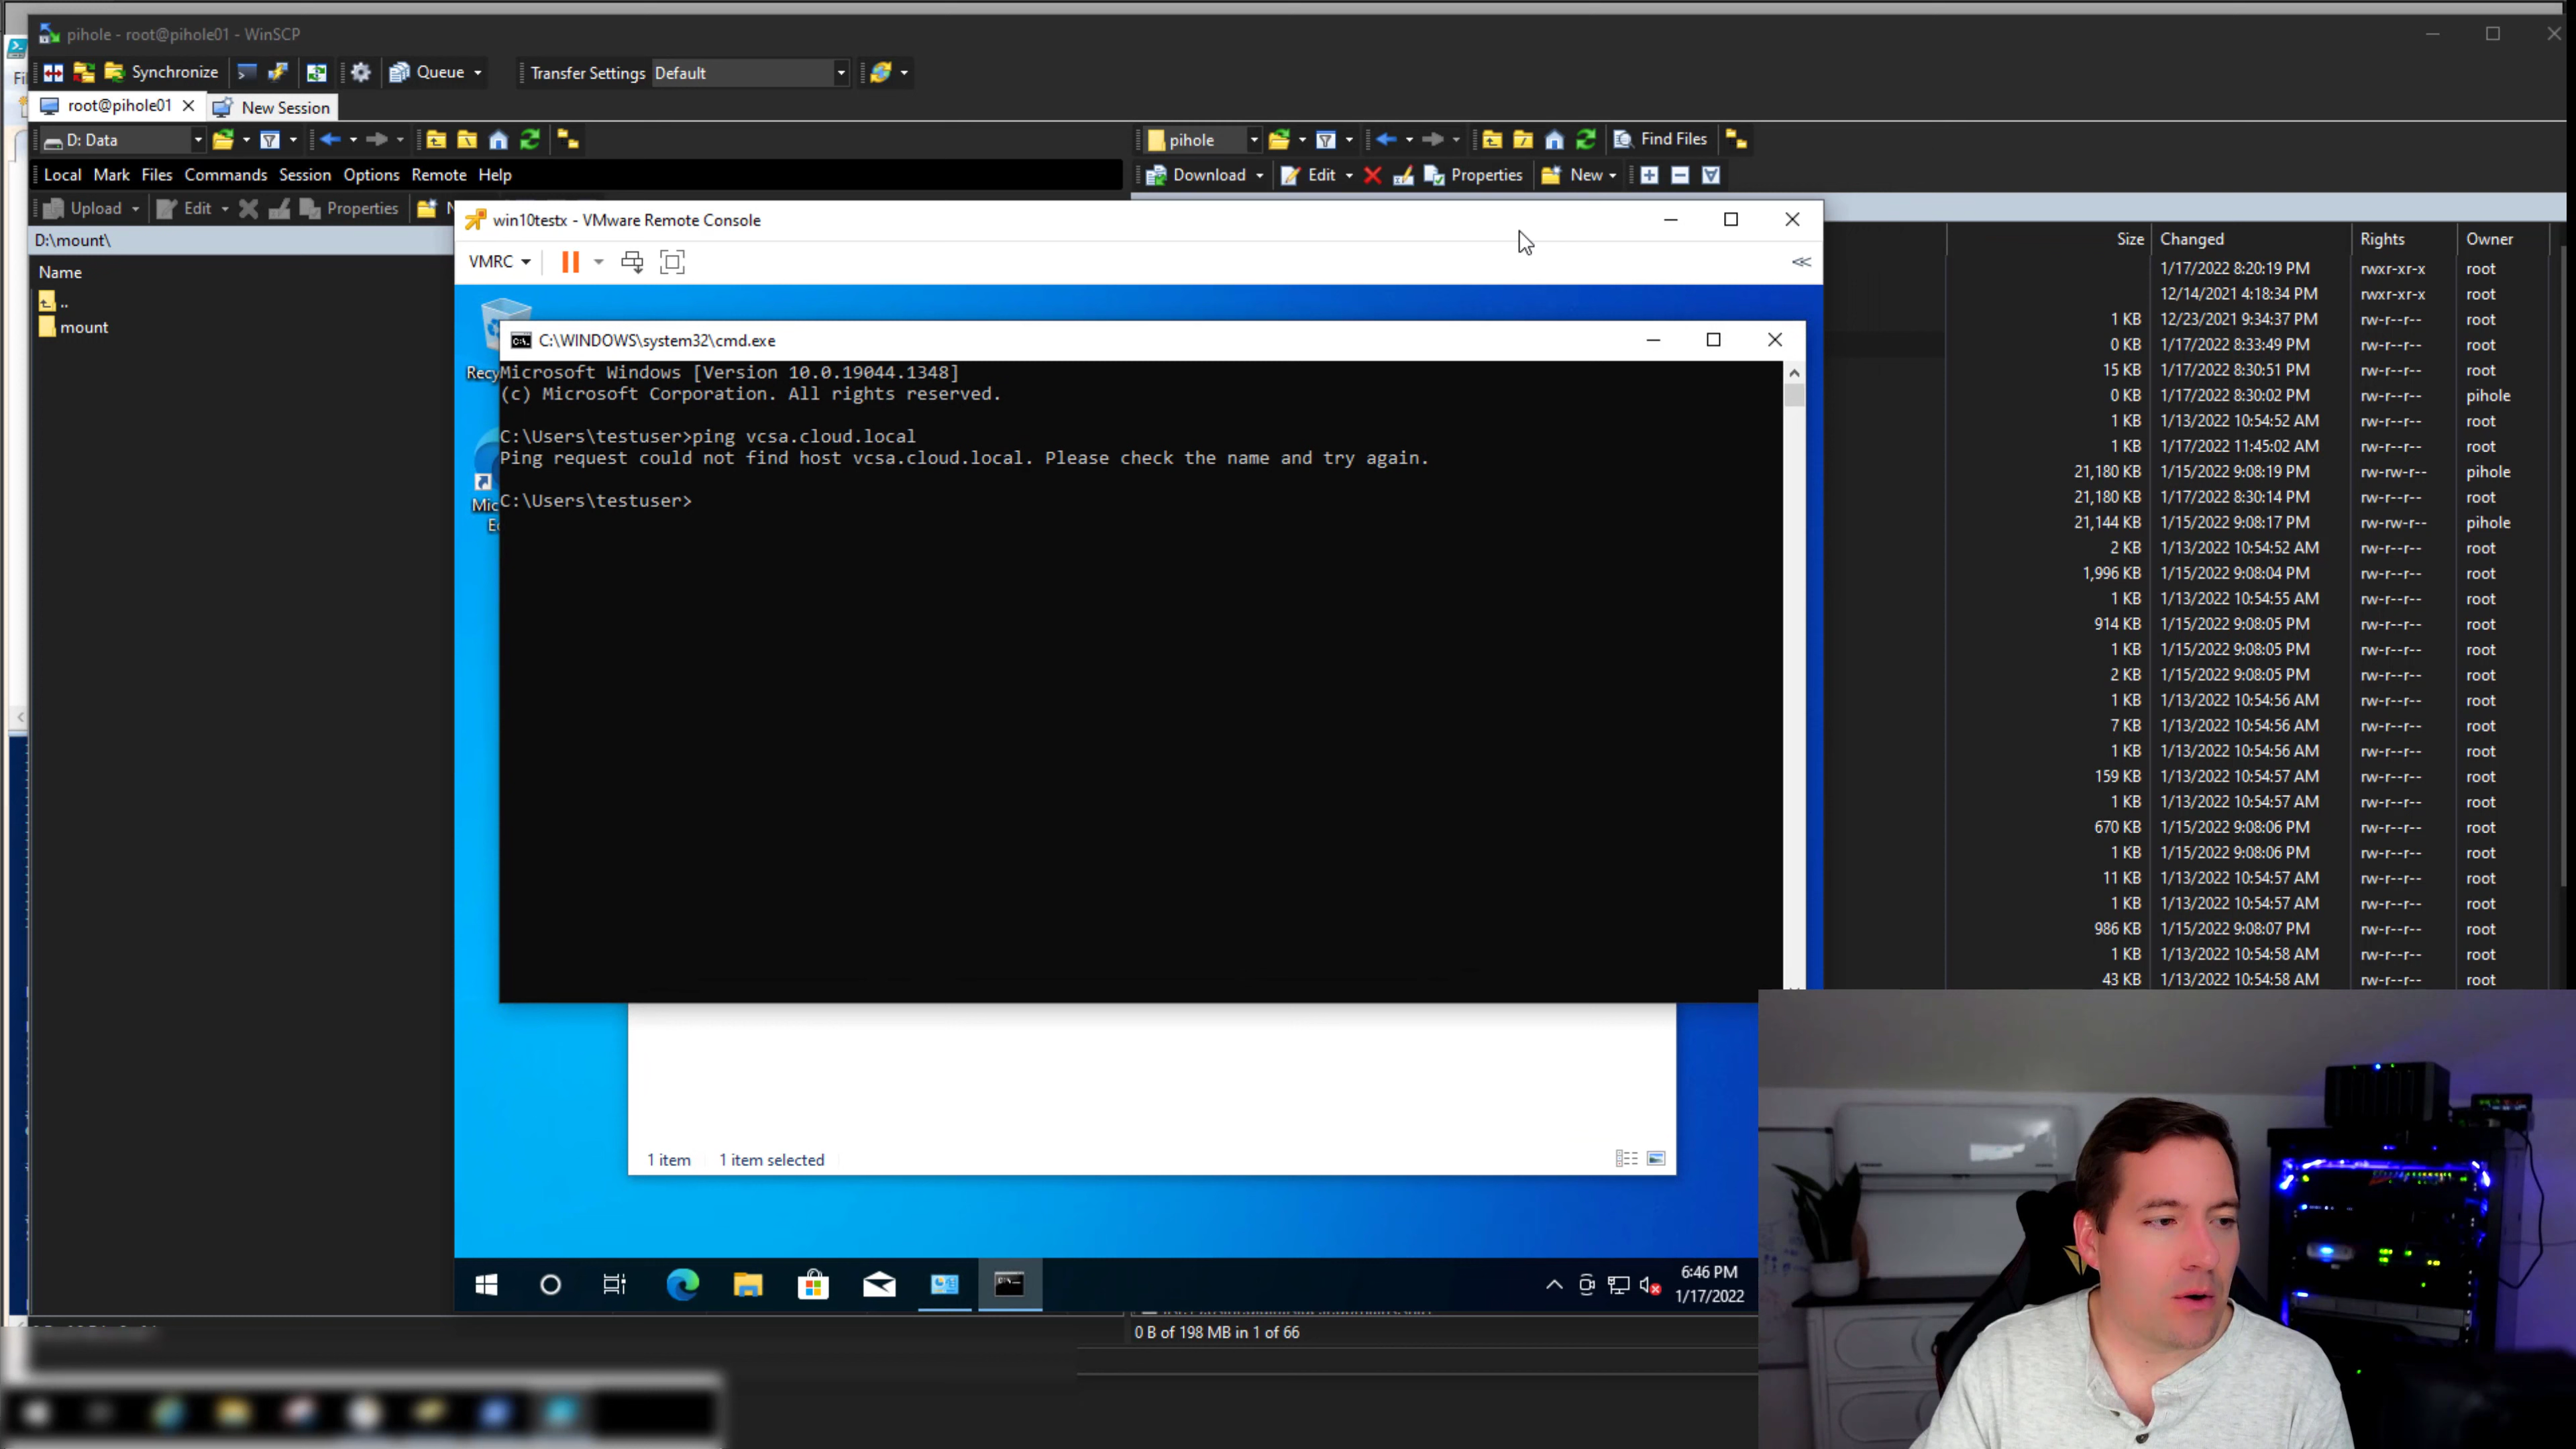 pihole - root@pihole01 - WinSCP
Synchronize Queue Transfer Settings Default
root@pihole01 New Session
D: Data
pihole Find Files
Local Mark Files Commands Session Options Remote Help
Download Edit Properties New
Upload Edit Properties
D:\mount\
Name
..
mount
win10testx - VMware Remote Console
VMRC
C:\WINDOWS\system32\cmd.exe
Microsoft Windows [Version 10.0.19044.1348]
(c) Microsoft Corporation. All rights reserved.
C:\Users\testuser>ping vcsa.cloud.local
Ping request could not find host vcsa.cloud.local. Please check the name and try again.
C:\Users\testuser>
1 item 1 item selected
6:46 PM
1/17/2022
Size Changed Rights Owner
1/17/2022 8:20:19 PM rwxr-xr-x root
12/14/2021 4:18:34 PM rwxr-xr-x root
1 KB 12/23/2021 9:34:37 PM rw-r--r-- root
0 KB 1/17/2022 8:33:49 PM rw-r--r-- root
15 KB 1/17/2022 8:30:51 PM rw-r--r-- root
0 KB 1/17/2022 8:30:02 PM rw-r--r-- pihole
1 KB 1/13/2022 10:54:52 AM rw-r--r-- root
1 KB 1/17/2022 11:45:02 AM rw-r--r-- root
21,180 KB 1/15/2022 9:08:19 PM rw-rw-r-- pihole
21,180 KB 1/17/2022 8:30:14 PM rw-r--r-- root
21,144 KB 1/15/2022 9:08:17 PM rw-rw-r-- pihole
2 KB 1/13/2022 10:54:52 AM rw-r--r-- root
1,996 KB 1/15/2022 9:08:04 PM rw-r--r-- root
1 KB 1/13/2022 10:54:55 AM rw-r--r-- root
914 KB 1/15/2022 9:08:05 PM rw-r--r-- root
1 KB 1/15/2022 9:08:05 PM rw-r--r-- root
2 KB 1/15/2022 9:08:05 PM rw-r--r-- root
1 KB 1/13/2022 10:54:56 AM rw-r--r-- root
7 KB 1/13/2022 10:54:56 AM rw-r--r-- root
1 KB 1/13/2022 10:54:56 AM rw-r--r-- root
159 KB 1/13/2022 10:54:57 AM rw-r--r-- root
1 KB 1/13/2022 10:54:57 AM rw-r--r-- root
670 KB 1/15/2022 9:08:06 PM rw-r--r-- root
1 KB 1/15/2022 9:08:06 PM rw-r--r-- root
11 KB 1/13/2022 10:54:57 AM rw-r--r-- root
1 KB 1/13/2022 10:54:57 AM rw-r--r-- root
986 KB 1/15/2022 9:08:07 PM rw-r--r-- root
1 KB 1/13/2022 10:54:58 AM rw-r--r-- root
43 KB 1/13/2022 10:54:58 AM rw-r--r-- root
0 B of 198 MB in 1 of 66